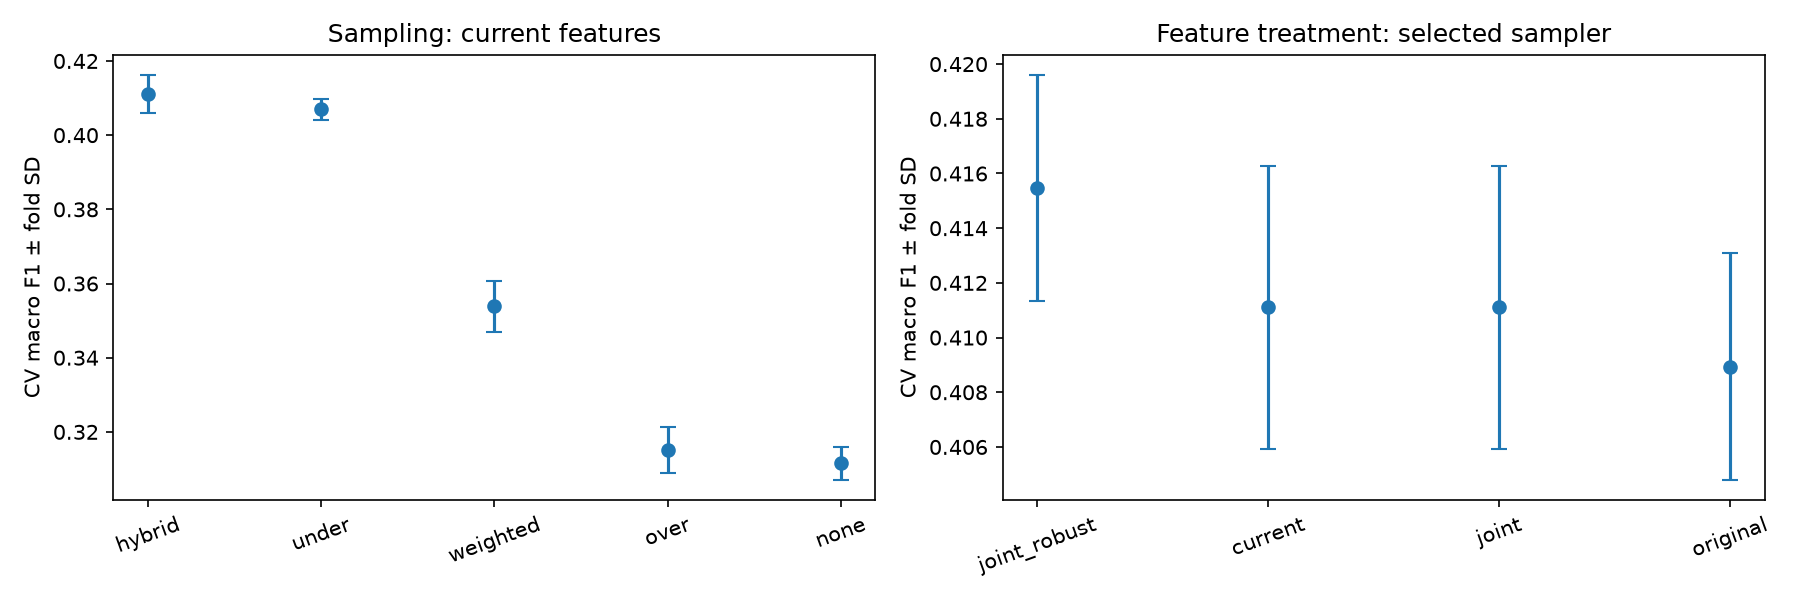 Sampling: current features
CV macro F1 ± fold SD
0.42
0.40
0.38
0.36
0.34
0.32
hybrid
under
weighted
over
none
Feature treatment: selected sampler
CV macro F1 ± fold SD
0.420
0.418
0.416
0.414
0.412
0.410
0.408
0.406
joint_robust
current
joint
original